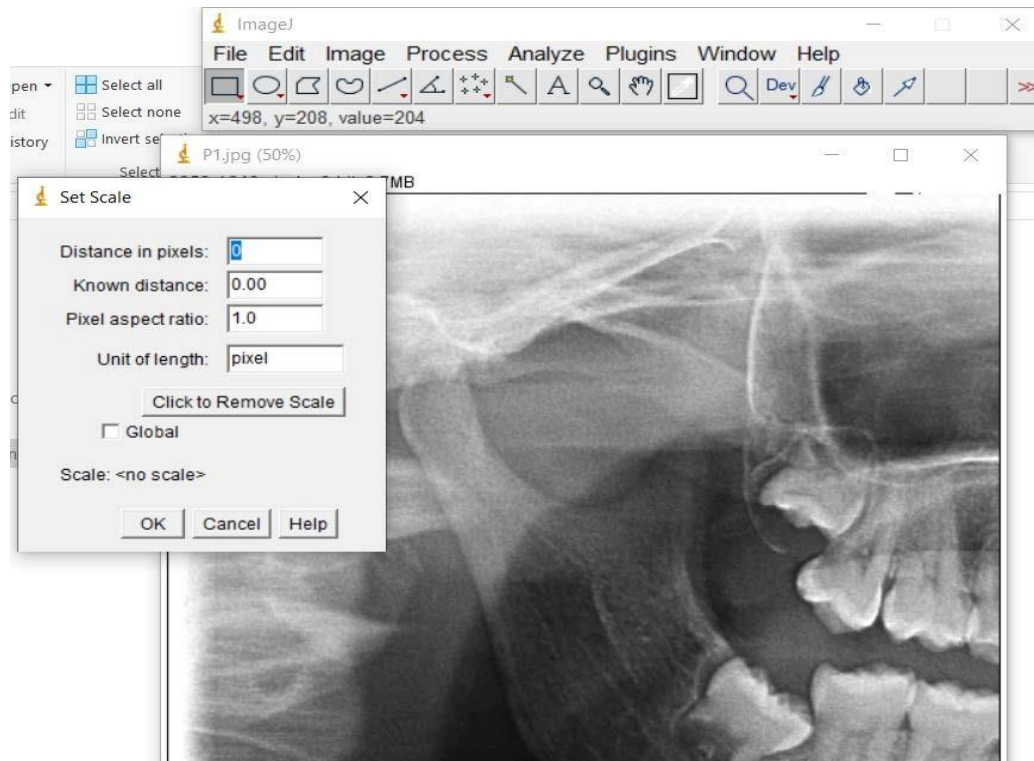 ImageJ
File Edit Image Process Analyze Plugins Window Help
Dev
>>
x=498, y=208, value=204
pen
Select all
dit
Select none
istory
Invert
Select
P1.jpg (50%)
Set Scale
Distance in pixels: 0
Known distance: 0.00
Pixel aspect ratio: 1.0
Unit of length: pixel
Click to Remove Scale
Global
Scale: <no scale>
OK Cancel Help